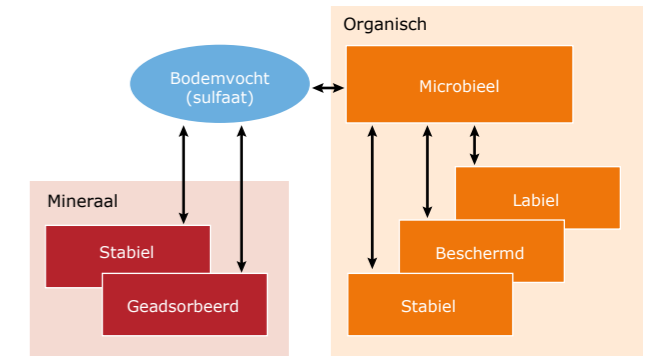 Organisch
Bodemvocht
(sulfaat)
Microbieel
Mineraal
Labiel
Stabiel
Beschermd
Geadsorbeerd
Stabiel